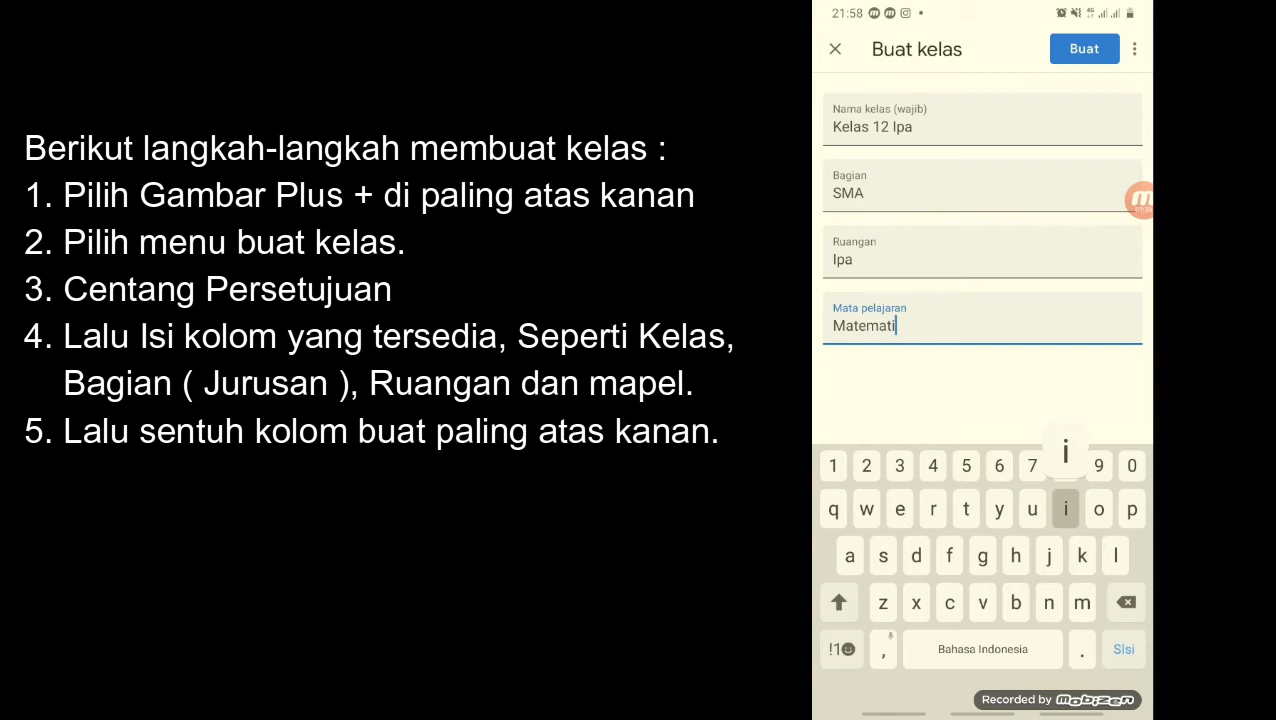 Berikut langkah-langkah membuat kelas :
1. Pilih Gambar Plus + di paling atas kanan
2. Pilih menu buat kelas.
3. Centang Persetujuan
4. Lalu Isi kolom yang tersedia, Seperti Kelas,
Bagian ( Jurusan ), Ruangan dan mapel.
5. Lalu sentuh kolom buat paling atas kanan.
21:58
Buat kelas
Buat
Nama kelas (wajib)
Kelas 12 Ipa
Bagian
SMA
Ruangan
Ipa
Mata pelajaran
Matemati
i
1 2 3 4 5 6 7 9 0
q w e r t y u i o p
a s d f g h j k l
z x c v b n m
!1 , Bahasa Indonesia . Slsi
Recorded by mobizen